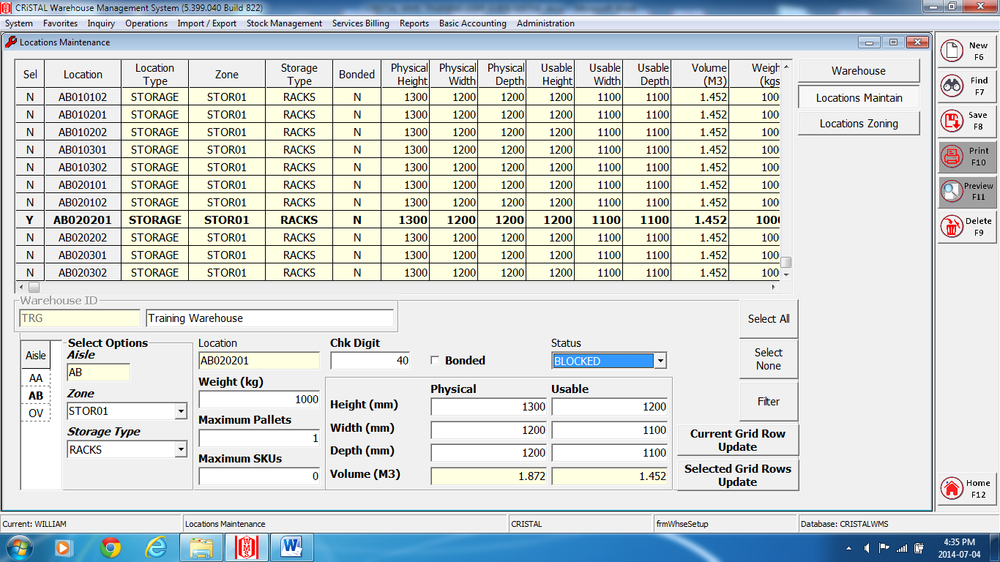 CRiSTAL Warehouse Management System (5.399.040 Build 822)
System Favorites Inquiry Operations Import / Export Stock Management Services Billing Reports Basic Accounting Administration
Locations Maintenance
Sel Location Location Type Zone Storage Type Bonded Physical Height Physical Width Physical Depth Usable Height Usable Width Usable Depth Volume (M3) Weigh (kgs
N AB010102 STORAGE STOR01 RACKS N 1300 1200 1200 1200 1100 1100 1.452 100
N AB010201 STORAGE STOR01 RACKS N 1300 1200 1200 1200 1100 1100 1.452 100
N AB010202 STORAGE STOR01 RACKS N 1300 1200 1200 1200 1100 1100 1.452 100
N AB010301 STORAGE STOR01 RACKS N 1300 1200 1200 1200 1100 1100 1.452 100
N AB010302 STORAGE STOR01 RACKS N 1300 1200 1200 1200 1100 1100 1.452 100
N AB020101 STORAGE STOR01 RACKS N 1300 1200 1200 1200 1100 1100 1.452 100
N AB020102 STORAGE STOR01 RACKS N 1300 1200 1200 1200 1100 1100 1.452 100
Y AB020201 STORAGE STOR01 RACKS N 1300 1200 1200 1200 1100 1100 1.452 1000
N AB020202 STORAGE STOR01 RACKS N 1300 1200 1200 1200 1100 1100 1.452 100
N AB020301 STORAGE STOR01 RACKS N 1300 1200 1200 1200 1100 1100 1.452 100
N AB020302 STORAGE STOR01 RACKS N 1300 1200 1200 1200 1100 1100 1.452 100
Warehouse
Locations Maintain
Locations Zoning
New F6
Find F7
Save F8
Print F10
Preview F11
Delete F9
Home F12
Warehouse ID
TRG Training Warehouse
Aisle
AA
AB
OV
Select Options
Aisle
AB
Zone
STOR01
Storage Type
RACKS
Location
AB020201
Weight (kg)
1000
Maximum Pallets
1
Maximum SKUs
0
Chk Digit
40
Bonded
Status
BLOCKED
Physical Usable
Height (mm) 1300 1200
Width (mm) 1200 1100
Depth (mm) 1200 1100
Volume (M3) 1.872 1.452
Select All
Select None
Filter
Current Grid Row Update
Selected Grid Rows Update
Current: WILLIAM Locations Maintenance CRISTAL frmWhseSetup Database: CRISTALWMS
WMS
W
4:35 PM
2014-07-04